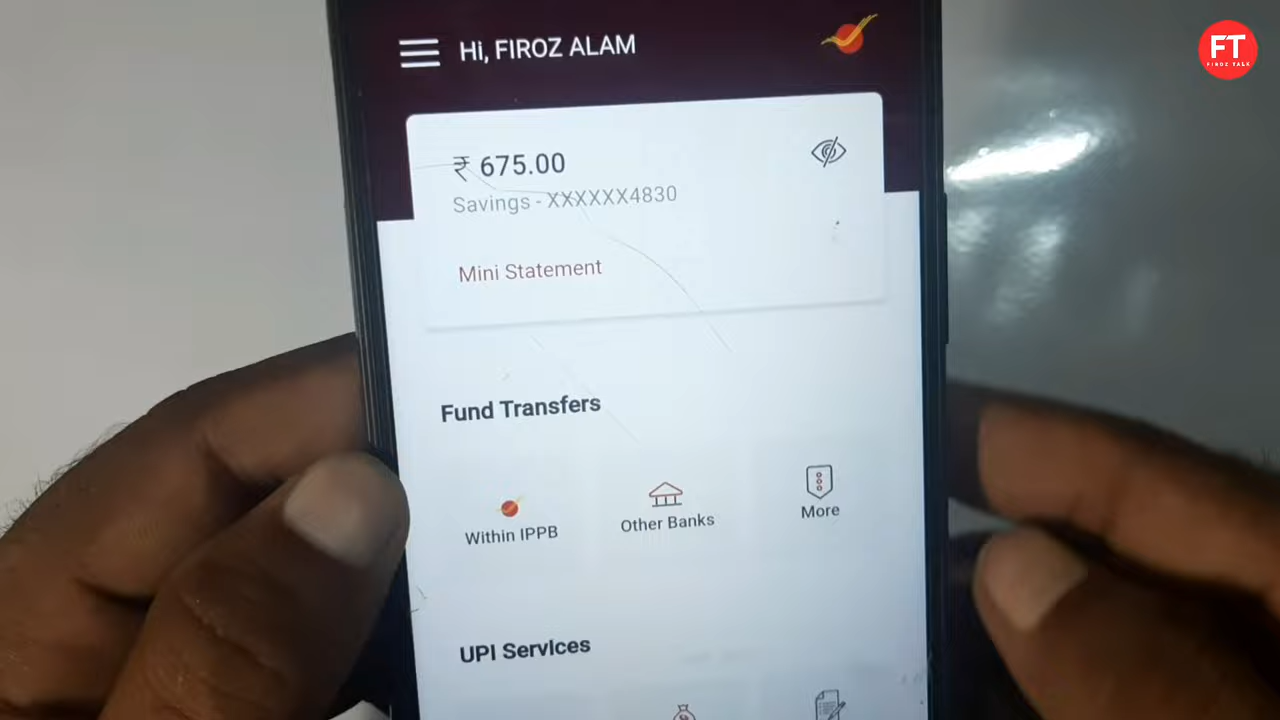 Hi, FIROZ ALAM
FT
FIROZ TALK
₹ 675.00
Savings - XXXXXX4830
Mini Statement
Fund Transfers
Within IPPB
Other Banks
More
UPI Services